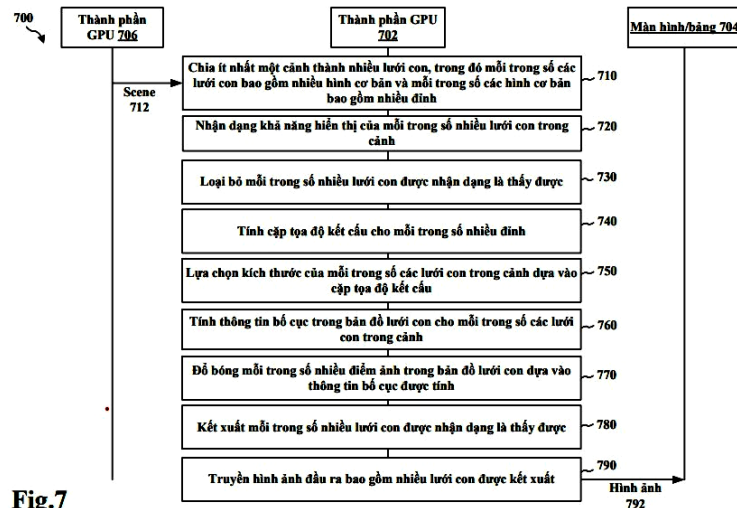 700
Thành phần
GPU 706
Thành phần GPU
702
Màn hình/bảng 704
Chia ít nhất một cảnh thành nhiều lưới con, trong đó mỗi trong số các
lưới con bao gồm nhiều hình cơ bản và mỗi trong số các hình cơ bản
bao gồm nhiều đỉnh
710
Scene
712
Nhận dạng khả năng hiển thị của mỗi trong số nhiều lưới con trong
cảnh
720
Loại bỏ mỗi trong số nhiều lưới con được nhận dạng là thấy được
730
Tính cặp tọa độ kết cấu cho mỗi trong số nhiều đỉnh
740
Lựa chọn kích thước của mỗi trong số các lưới con trong cảnh dựa vào
cặp tọa độ kết cấu
750
Tính thông tin bố cục trong bản đồ lưới con cho mỗi trong số các lưới
con trong cảnh
760
Đổ bóng mỗi trong số nhiều điểm ảnh trong bản đồ lưới con dựa vào
thông tin bố cục được tính
770
Kết xuất mỗi trong số nhiều lưới con được nhận dạng là thấy được
780
Truyền hình ảnh đầu ra bao gồm nhiều lưới con được kết xuất
790
Hình ảnh
792
Fig.7